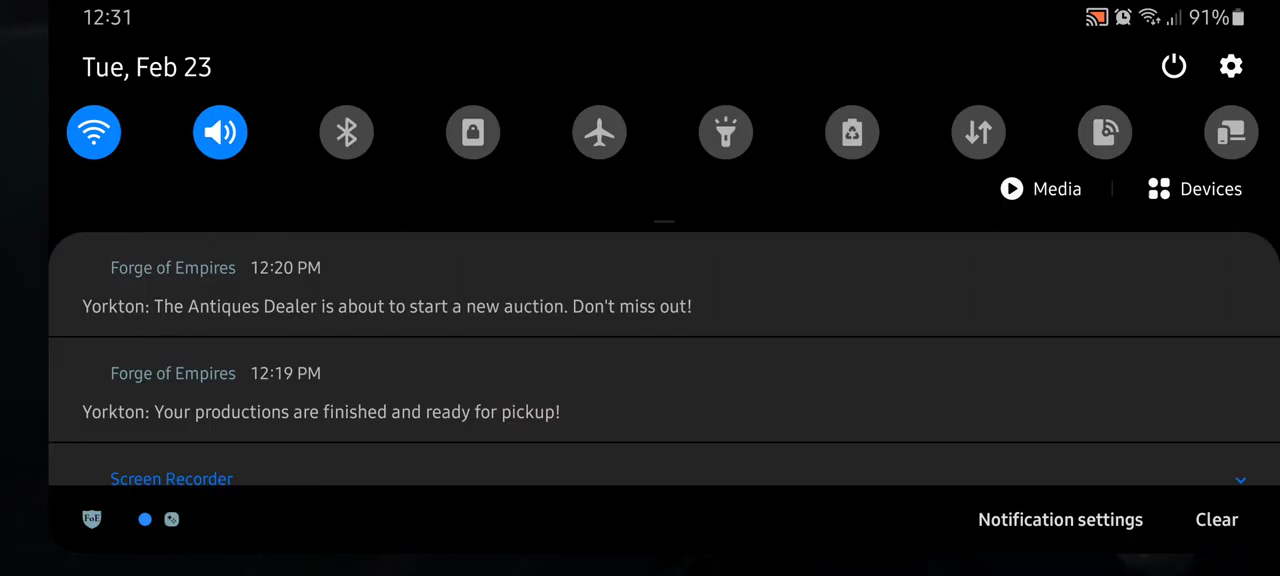 12:31 91%
Tue, Feb 23
Media Devices
Forge of Empires 12:20 PM
Yorkton: The Antiques Dealer is about to start a new auction. Don't miss out!
Forge of Empires 12:19 PM
Yorkton: Your productions are finished and ready for pickup!
Screen Recorder
FoE Notification settings Clear